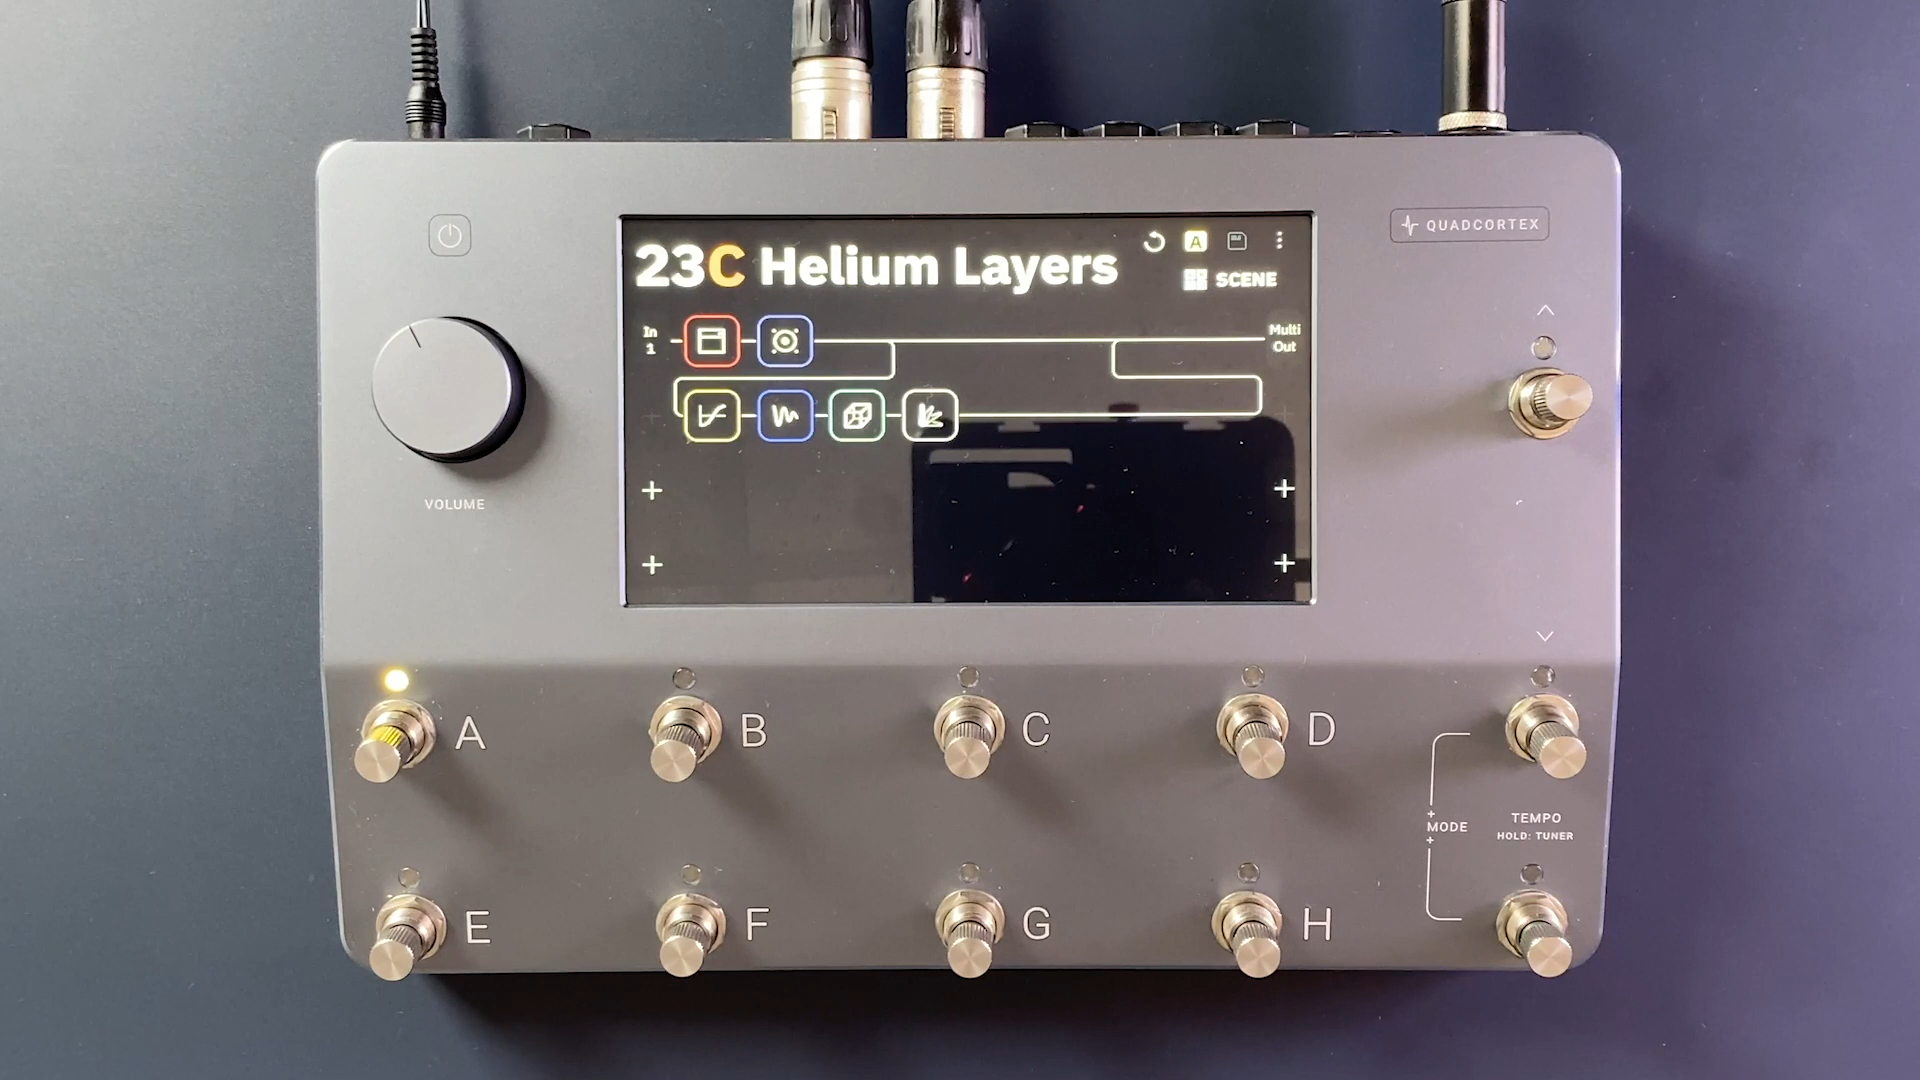 QUADCORTEX
23C Helium Layers
A
SCENE
In
1
Multi
Out
VOLUME
A
B
C
D
MODE
TEMPO
HOLD: TUNER
E
F
G
H